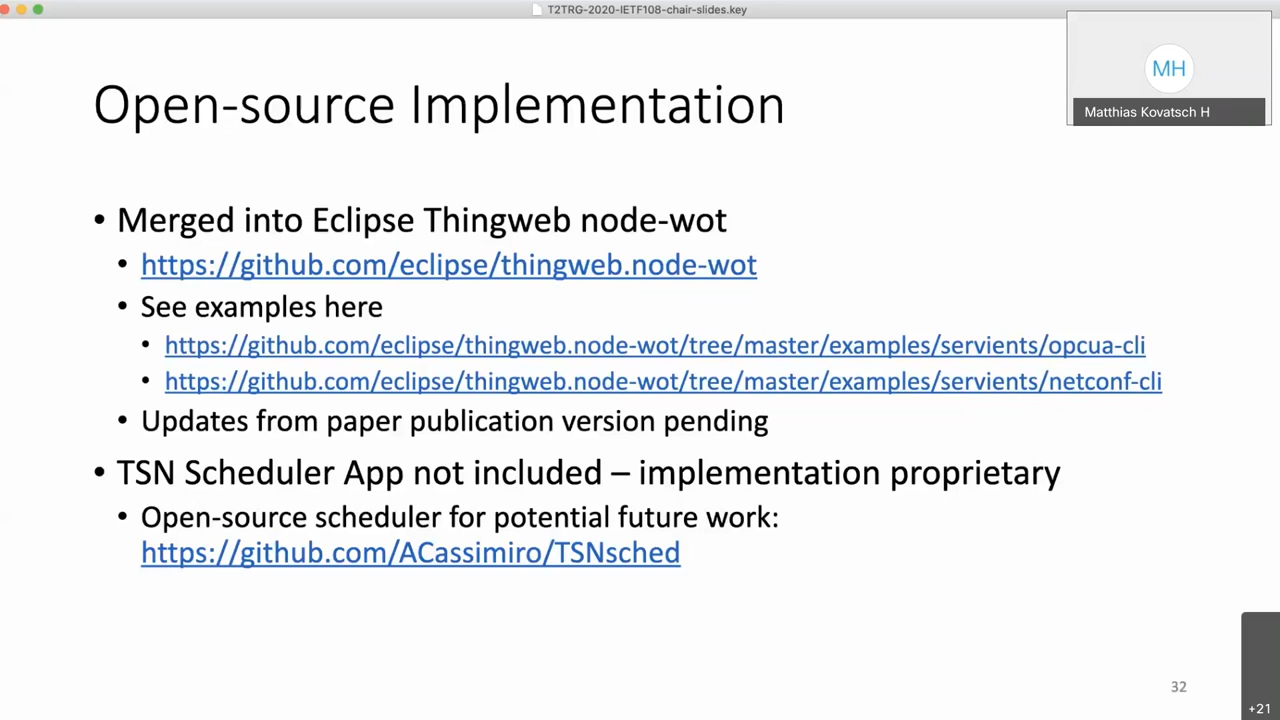 T2TRG-2020-IETF108-chair-slides.key
MH
Matthias Kovatsch H
Open-source Implementation
• Merged into Eclipse Thingweb node-wot
• https://github.com/eclipse/thingweb.node-wot
• See examples here
• https://github.com/eclipse/thingweb.node-wot/tree/master/examples/servients/opcua-cli
• https://github.com/eclipse/thingweb.node-wot/tree/master/examples/servients/netconf-cli
• Updates from paper publication version pending
• TSN Scheduler App not included – implementation proprietary
• Open-source scheduler for potential future work:
https://github.com/ACassimiro/TSNsched
32
+21